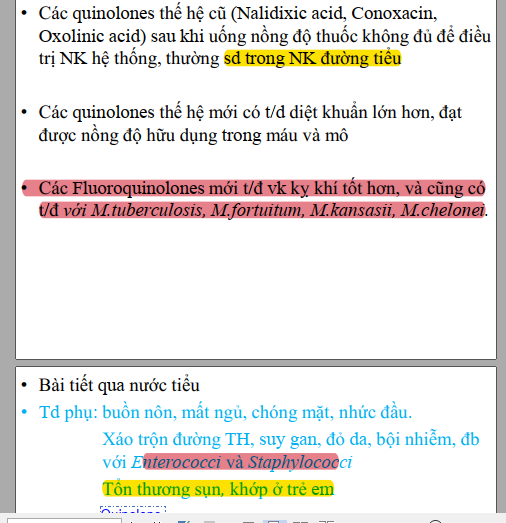 • Các quinolones thế hệ cũ (Nalidixic acid, Conoxacin,
Oxolinic acid) sau khi uống nồng độ thuốc không đủ để điều
trị NK hệ thống, thường sd trong NK đường tiểu
• Các quinolones thế hệ mới có t/d diệt khuẩn lớn hơn, đạt
được nồng độ hữu dụng trong máu và mô
• Các Fluoroquinolones mới t/đ vk kỵ khí tốt hơn, và cũng có
t/đ với M.tuberculosis, M.fortuitum, M.kansasii, M.chelonei.
• Bài tiết qua nước tiểu
• Td phụ: buồn nôn, mất ngủ, chóng mặt, nhức đầu.
Xáo trộn đường TH, suy gan, đỏ da, bội nhiễm, đb
với Enterococci và Staphylococci
Tổn thương sụn, khớp ở trẻ em